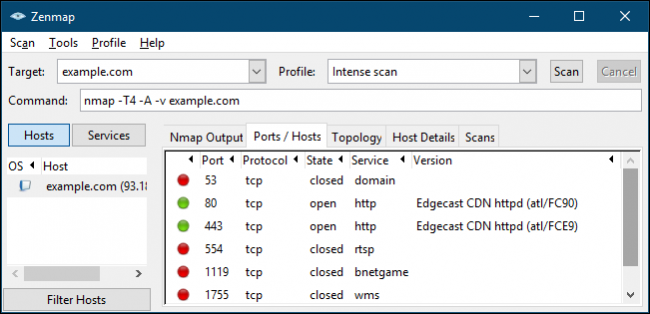 Zenmap
Scan Tools Profile Help
Target: example.com Profile: Intense scan Scan Cancel
Command: nmap -T4 -A -v example.com
Hosts Services
Nmap Output Ports / Hosts Topology Host Details Scans
OS Host
example.com (93.18
Port Protocol State Service Version
53 tcp closed domain
80 tcp open http Edgecast CDN httpd (atl/FC90)
443 tcp open http Edgecast CDN httpd (atl/FCE9)
554 tcp closed rtsp
1119 tcp closed bnetgame
1755 tcp closed wms
Filter Hosts